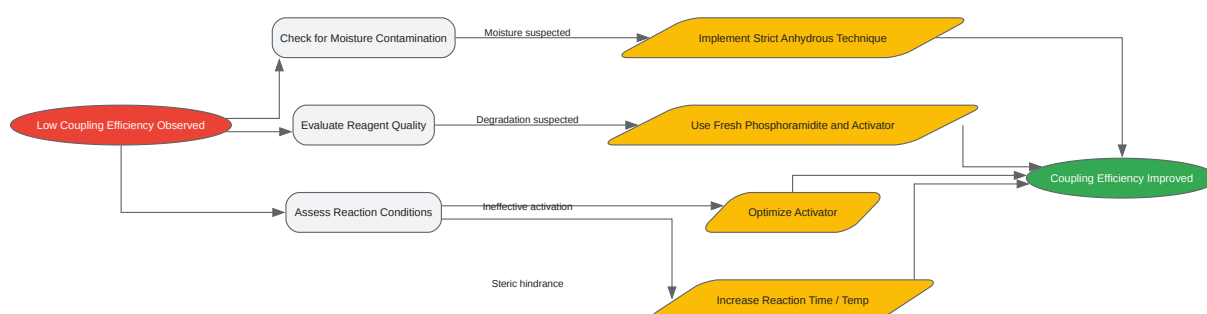 Check for Moisture Contamination
Moisture suspected
Implement Strict Anhydrous Technique
Low Coupling Efficiency Observed
Evaluate Reagent Quality
Degradation suspected
Use Fresh Phosphoramidite and Activator
Coupling Efficiency Improved
Assess Reaction Conditions
Ineffective activation
Optimize Activator
Steric hindrance
Increase Reaction Time / Temp